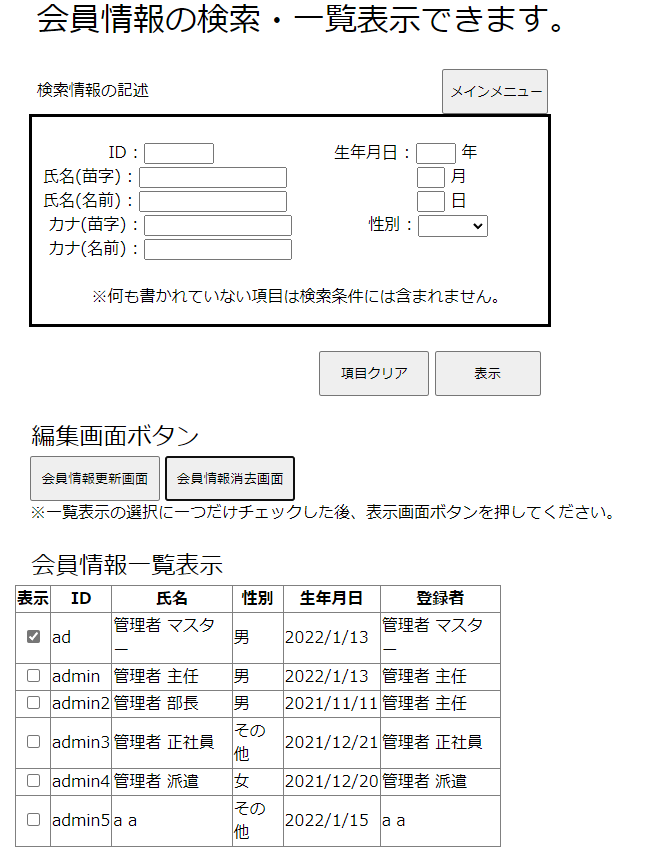 会員情報の検索・一覧表示できます。
検索情報の記述
メインメニュー
ID： 生年月日： 年
氏名(苗字)： 月
氏名(名前)： 日
カナ(苗字)： 性別：
カナ(名前)：
※何も書かれていない項目は検索条件には含まれません。
項目クリア 表示
編集画面ボタン
会員情報更新画面 会員情報消去画面
※一覧表示の選択に一つだけチェックした後、表示画面ボタンを押してください。
会員情報一覧表示
表示 ID 氏名 性別 生年月日 登録者
ad 管理者 マスター 男 2022/1/13 管理者 マスター
admin 管理者 主任 男 2022/1/13 管理者 主任
admin2 管理者 部長 男 2021/11/11 管理者 主任
admin3 管理者 正社員 その他 2021/12/21 管理者 正社員
admin4 管理者 派遣 女 2021/12/20 管理者 派遣
admin5 a a その他 2022/1/15 a a